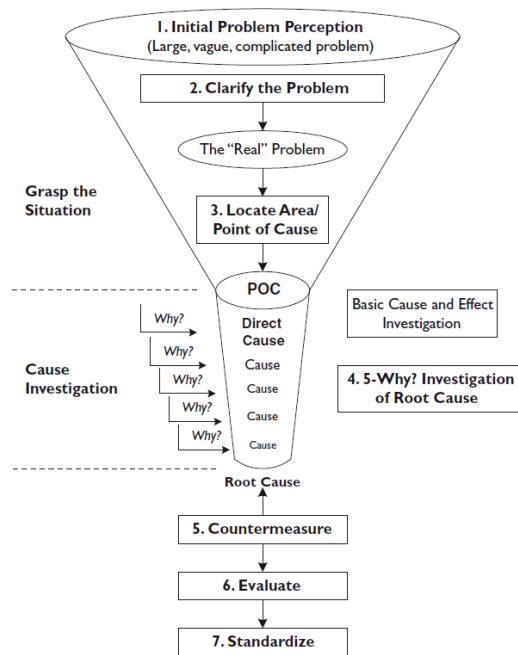 1. Initial Problem Perception
(Large, vague, complicated problem)
2. Clarify the Problem
The “Real” Problem
Grasp the
Situation
3. Locate Area/
Point of Cause
POC
Basic Cause and Effect
Investigation
Direct
Cause
Why?
Cause
Why?
Cause
Investigation
4. 5-Why? Investigation
of Root Cause
Cause
Why?
Cause
Why?
Cause
Why?
Root Cause
5. Countermeasure
6. Evaluate
7. Standardize